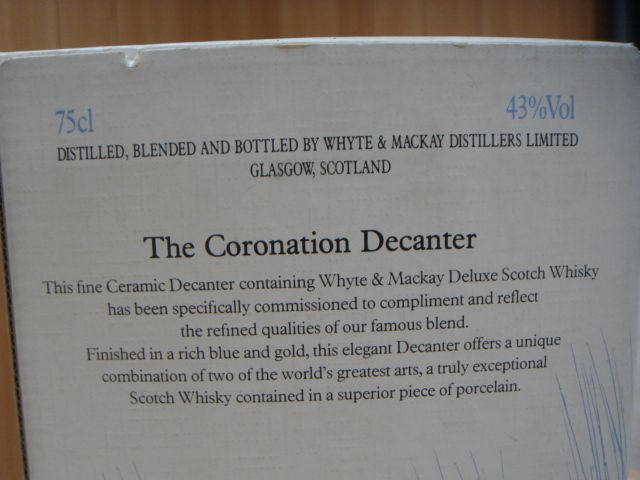 75cl 43%Vol
DISTILLED, BLENDED AND BOTTLED BY WHYTE & MACKAY DISTILLERS LIMITED
GLASGOW, SCOTLAND
The Coronation Decanter
This fine Ceramic Decanter containing Whyte & Mackay Deluxe Scotch Whisky
has been specifically commissioned to compliment and reflect
the refined qualities of our famous blend.
Finished in a rich blue and gold, this elegant Decanter offers a unique
combination of two of the world's greatest arts, a truly exceptional
Scotch Whisky contained in a superior piece of porcelain.